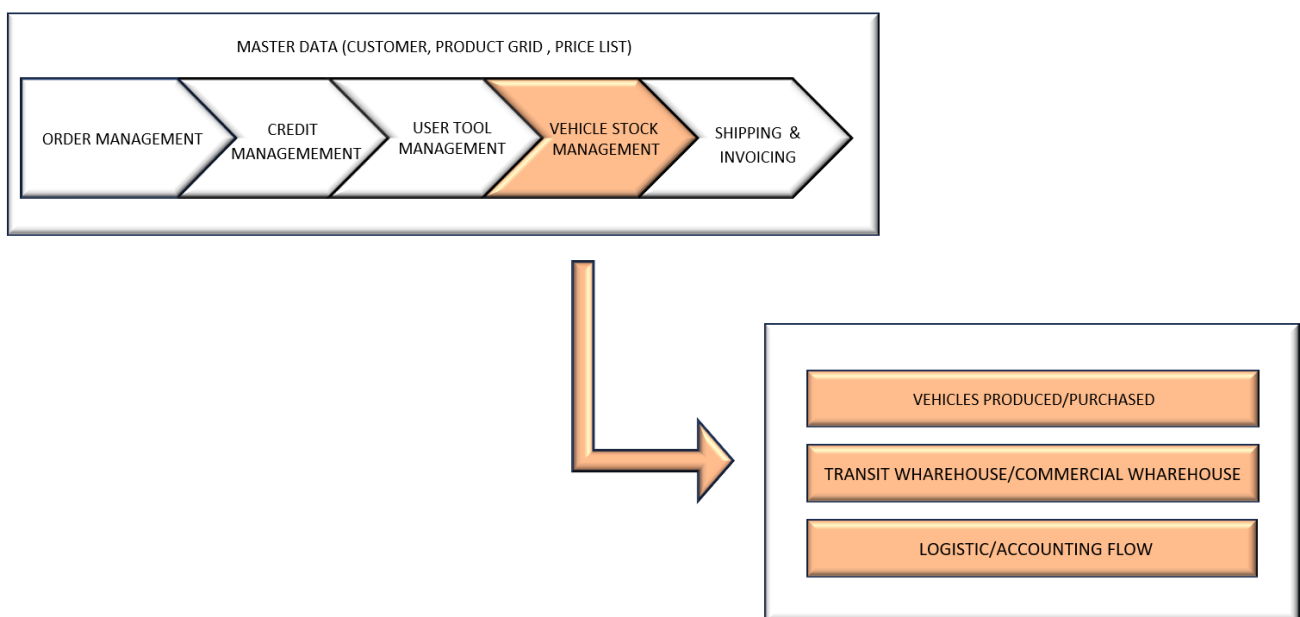 MASTER DATA (CUSTOMER, PRODUCT GRID , PRICE LIST)
ORDER MANAGEMENT
CREDIT
MANAGEMEMENT
USER TOOL
MANAGEMENT
VEHICLE STOCK
MANAGEMENT
SHIPPING &
INVOICING
VEHICLES PRODUCED/PURCHASED
TRANSIT WHAREHOUSE/COMMERCIAL WHAREHOUSE
LOGISTIC/ACCOUNTING FLOW